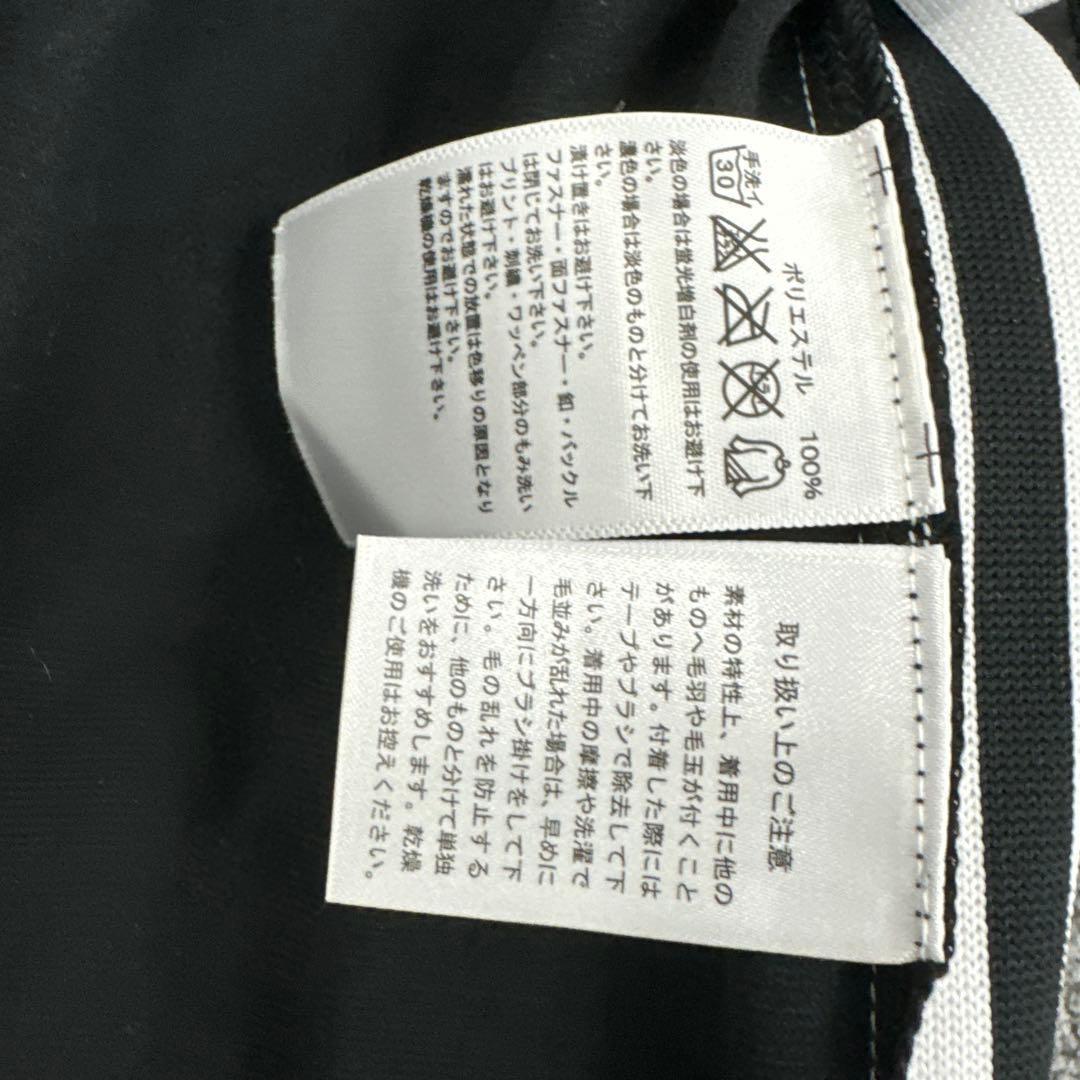 ポリエステル 100%
手洗イ
30
淡色の場合は蛍光増白剤の使用はお避け下
さい。
濃色の場合は淡色のものと分けてお洗い下
さい。
漬け置きはお避け下さい。
ファスナー・面ファスナー・釦・バックル
は閉じてお洗い下さい。
プリント・刺繍・ワッペン部分のもみ洗い
はお避け下さい。
濡れた状態での放置は色移りの原因となり
ますのでお避け下さい。
乾燥機の使用はお避け下さい。
取り扱い上のご注意
素材の特性上、着用中に他の
ものへ毛羽や毛玉が付くこと
があります。付着した際には
テープやブラシで除去して下
さい。着用中の摩擦や洗濯で
毛並みが乱れた場合は、早めに
一方向にブラシ掛けをして下
さい。毛の乱れを防止する
ために、他のものと分けて単独
洗いをおすすめします。乾燥
機のご使用はお控えください。